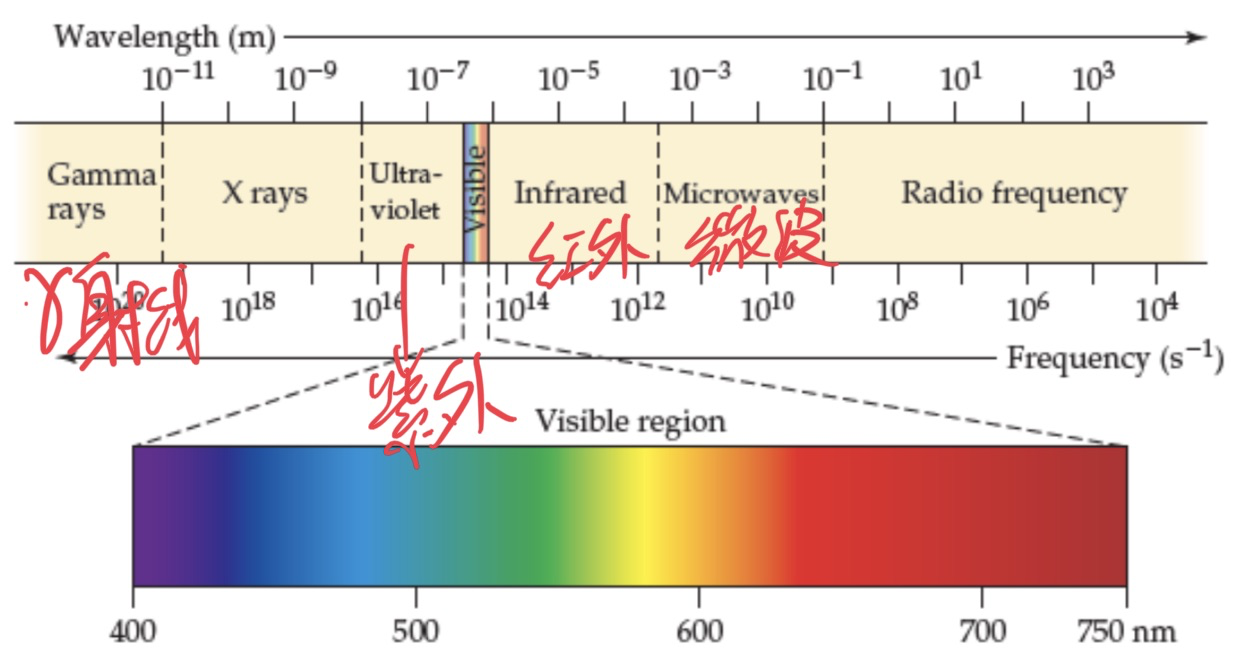 Wavelength (m)
10⁻¹¹ 10⁻⁹ 10⁻⁷ 10⁻⁵ 10⁻³ 10⁻¹ 10¹ 10³
Gamma rays X rays Ultra-violet Visible Infrared Microwaves Radio frequency
红外 微波
γ射线
10²⁰ 10¹⁸ 10¹⁶ 10¹⁴ 10¹² 10¹⁰ 10⁸ 10⁶ 10⁴
Frequency (s⁻¹)
紫外
Visible region
400 500 600 700 750 nm